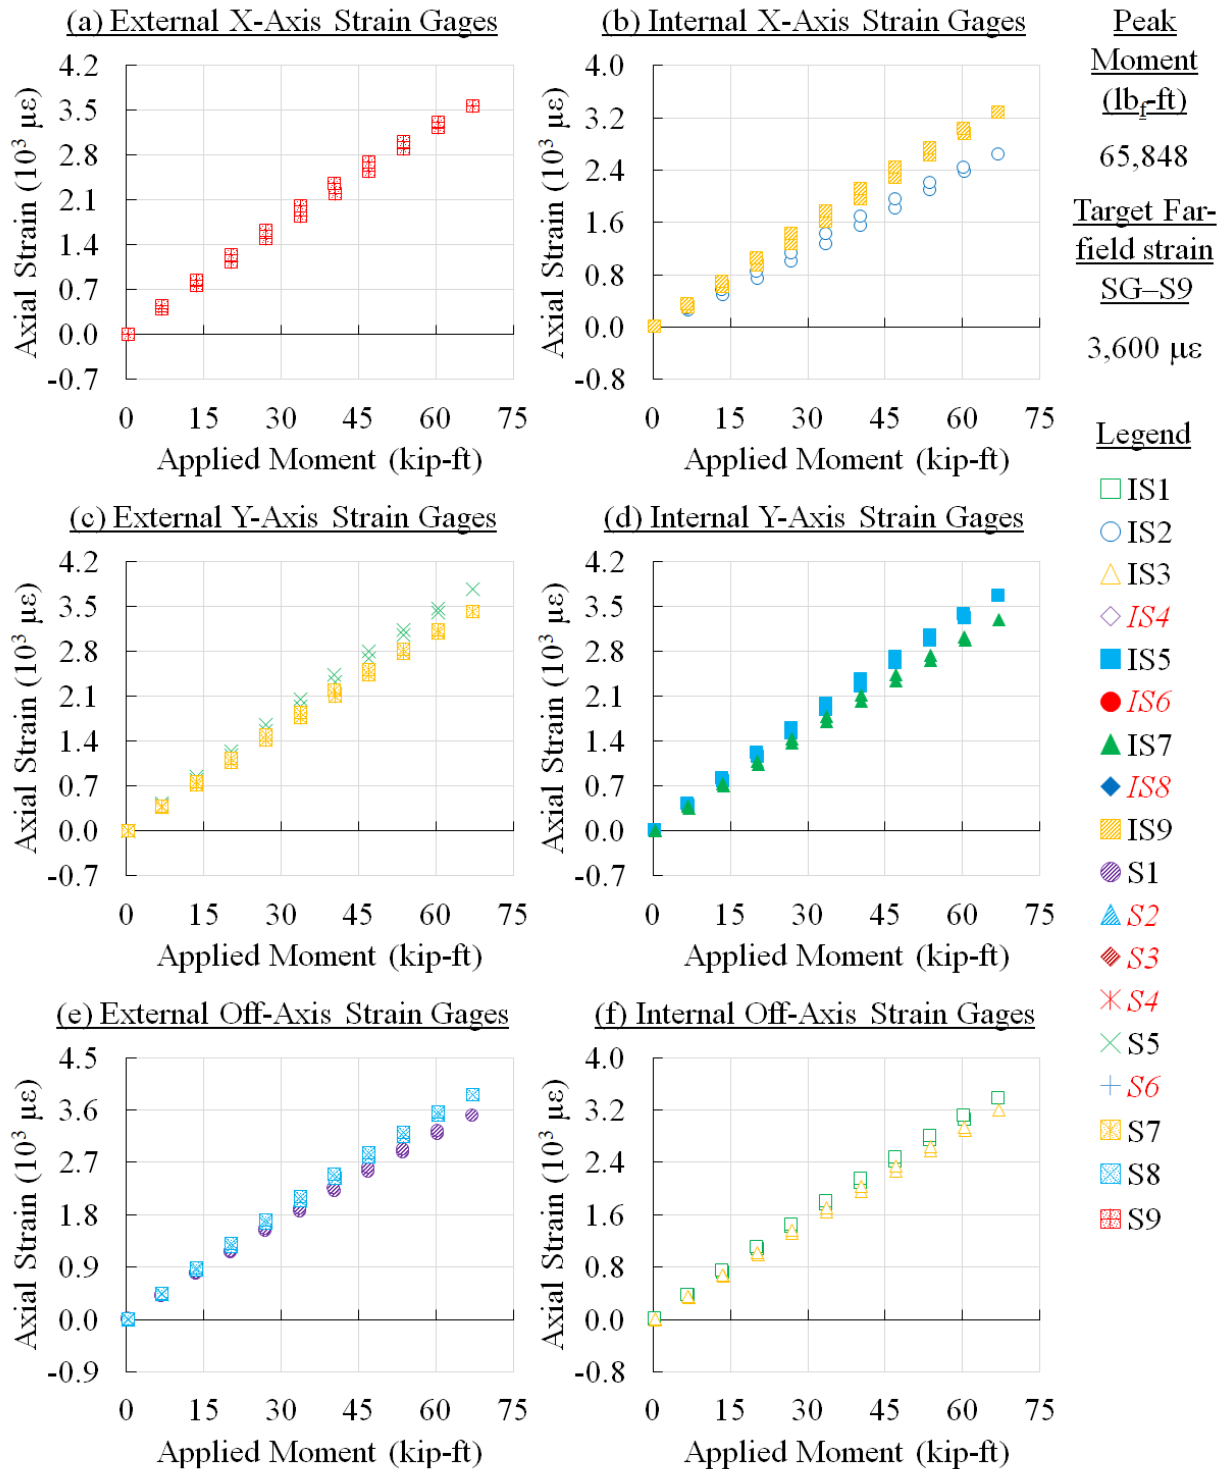 (a) External X-Axis Strain Gages
4.2
3.5
2.8
2.1
1.4
0.7
0.0
-0.7
Axial Strain (10³ µε)
0 15 30 45 60 75
Applied Moment (kip-ft)
(b) Internal X-Axis Strain Gages
4.0
3.2
2.4
1.6
0.8
0.0
-0.8
Axial Strain (10³ µε)
0 15 30 45 60 75
Applied Moment (kip-ft)
Peak
Moment
(lbf-ft)
65,848
Target Far-
field strain
SG–S9
3,600 µε
(c) External Y-Axis Strain Gages
4.2
3.5
2.8
2.1
1.4
0.7
0.0
-0.7
Axial Strain (10³ µε)
0 15 30 45 60 75
Applied Moment (kip-ft)
(d) Internal Y-Axis Strain Gages
4.2
3.5
2.8
2.1
1.4
0.7
0.0
-0.7
Axial Strain (10³ µε)
0 15 30 45 60 75
Applied Moment (kip-ft)
(e) External Off-Axis Strain Gages
4.5
3.6
2.7
1.8
0.9
0.0
-0.9
Axial Strain (10³ µε)
0 15 30 45 60 75
Applied Moment (kip-ft)
(f) Internal Off-Axis Strain Gages
4.0
3.2
2.4
1.6
0.8
0.0
-0.8
Axial Strain (10³ µε)
0 15 30 45 60 75
Applied Moment (kip-ft)
Legend
IS1
IS2
IS3
IS4
IS5
IS6
IS7
IS8
IS9
S1
S2
S3
S4
S5
S6
S7
S8
S9